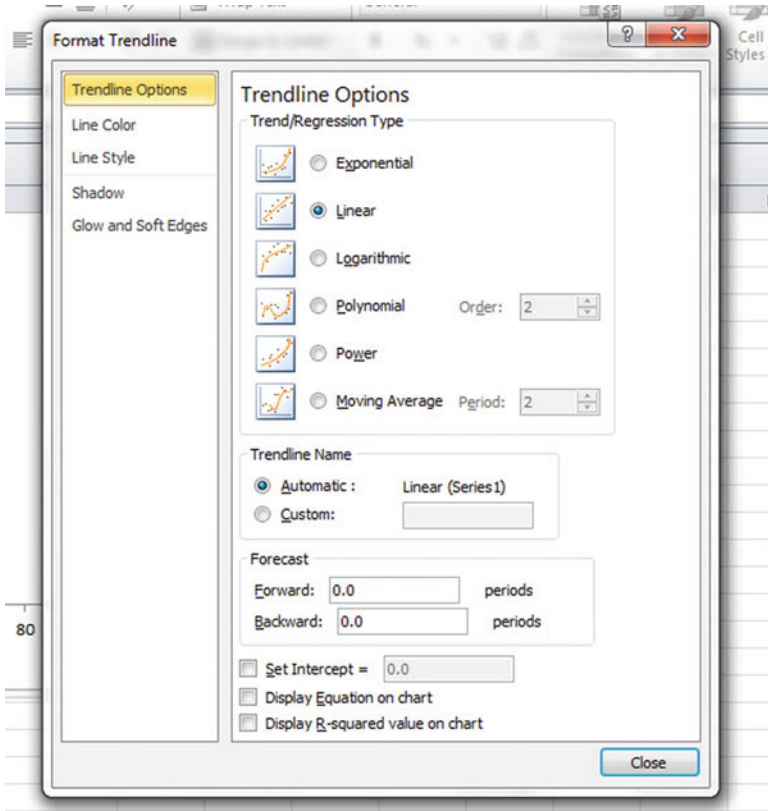 Format Trendline
Cell
Styles
Trendline Options
Line Color
Line Style
Shadow
Glow and Soft Edges
Trendline Options
Trend/Regression Type
Exponential
Linear
Logarithmic
Polynomial Order: 2
Power
Moving Average Period: 2
Trendline Name
Automatic : Linear (Series1)
Custom:
Forecast
Forward: 0.0 periods
Backward: 0.0 periods
Set Intercept = 0.0
Display Equation on chart
Display R-squared value on chart
80
Close